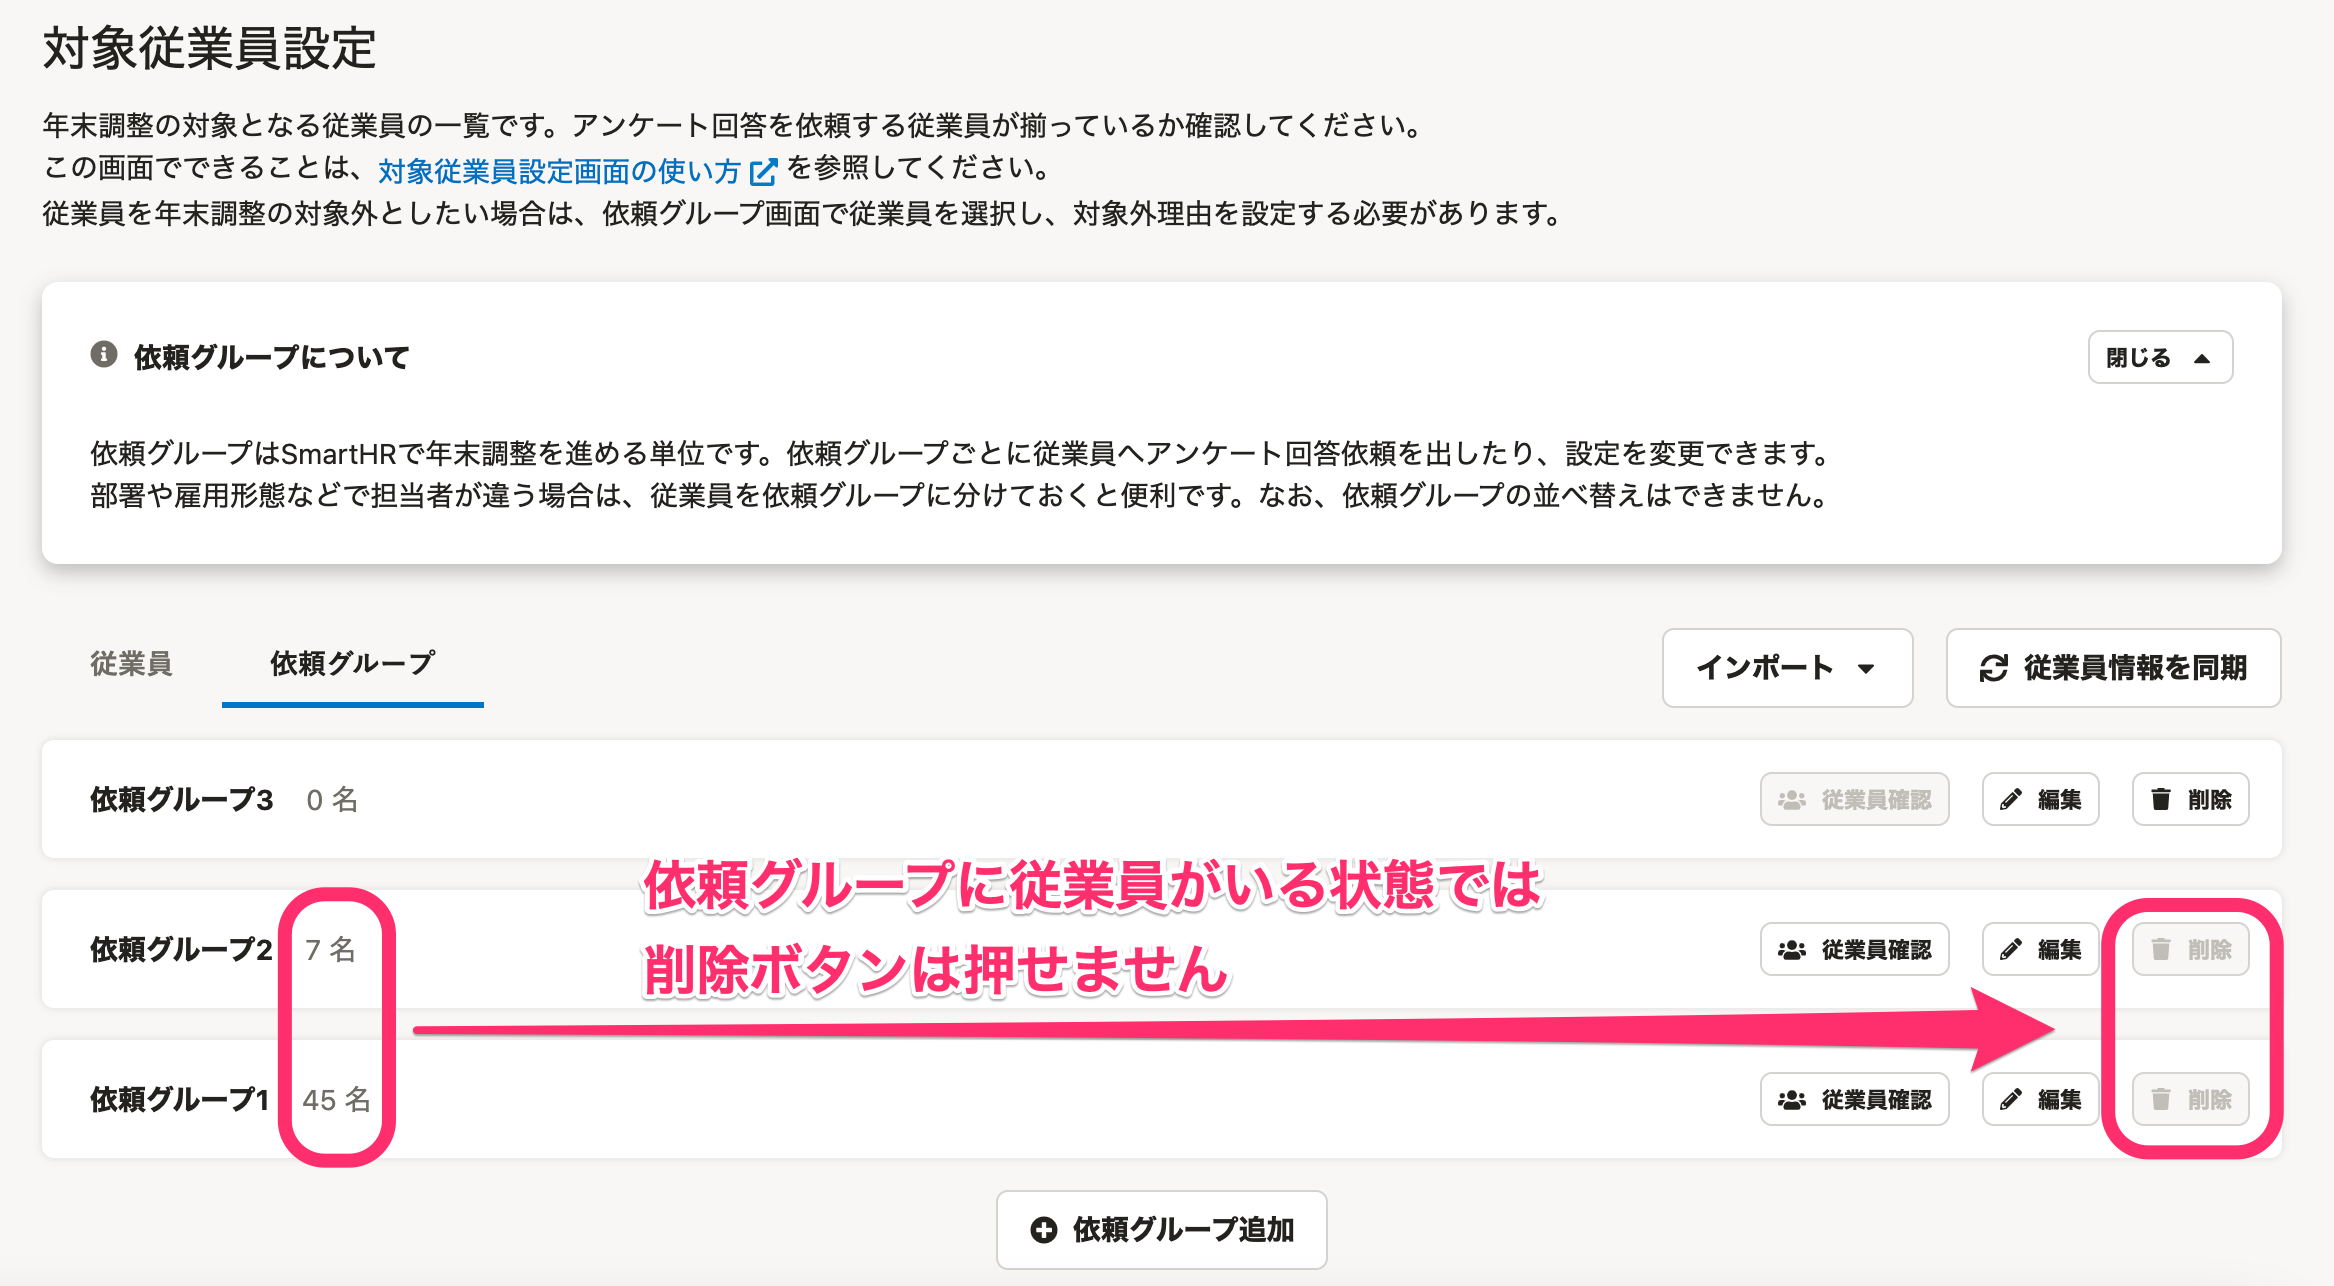 対象従業員設定
年末調整の対象となる従業員の一覧です。アンケート回答を依頼する従業員が揃っているか確認してください。
この画面でできることは、対象従業員設定画面の使い方 を参照してください。
従業員を年末調整の対象外としたい場合は、依頼グループ画面で従業員を選択し、対象外理由を設定する必要があります。
依頼グループについて
閉じる
依頼グループはSmartHRで年末調整を進める単位です。依頼グループごとに従業員へアンケート回答依頼を出したり、設定を変更できます。
部署や雇用形態などで担当者が違う場合は、従業員を依頼グループに分けておくと便利です。なお、依頼グループの並べ替えはできません。
従業員 依頼グループ インポート 従業員情報を同期
依頼グループ3 0 名 従業員確認 編集 削除
依頼グループに従業員がいる状態では
依頼グループ2 7 名 従業員確認 編集 削除
削除ボタンは押せません
依頼グループ1 45 名 従業員確認 編集 削除
依頼グループ追加